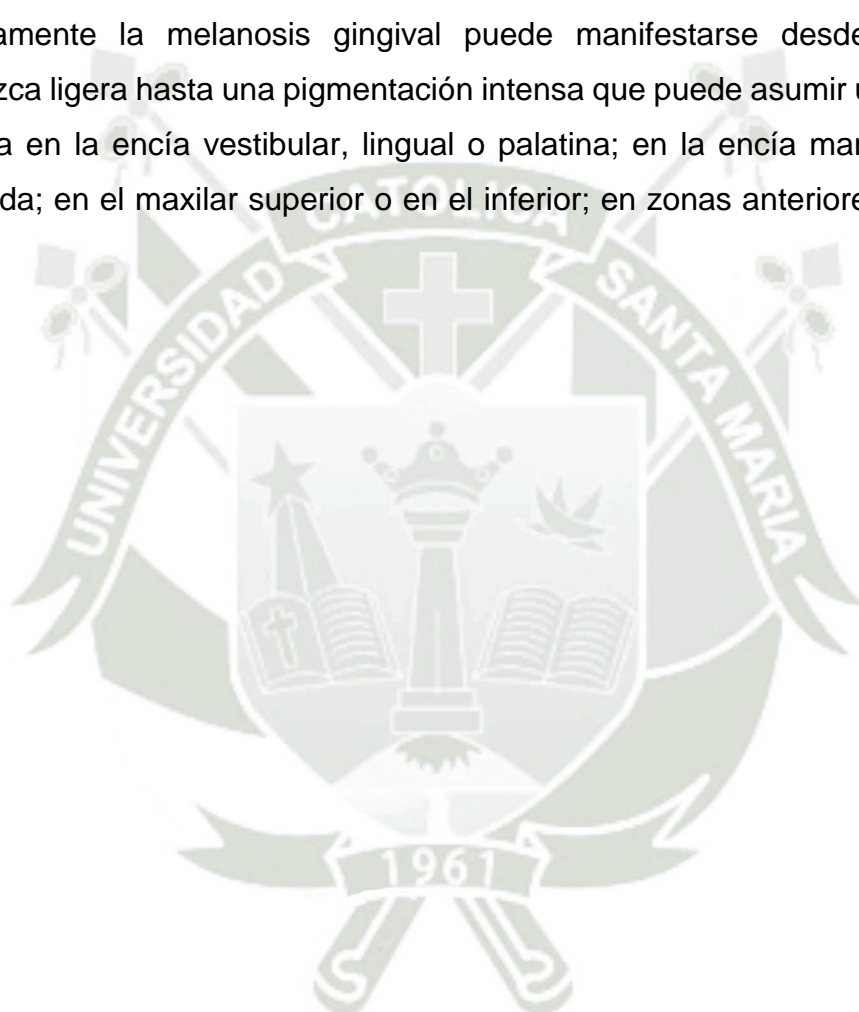 amente la melanosis gingival puede manifestarse desde
zca ligera hasta una pigmentación intensa que puede asumir u
a en la encía vestibular, lingual o palatina; en la encía mar
da; en el maxilar superior o en el inferior; en zonas anteriore
UNIVERSIDAD CATOLICA SANTA MARIA
1961